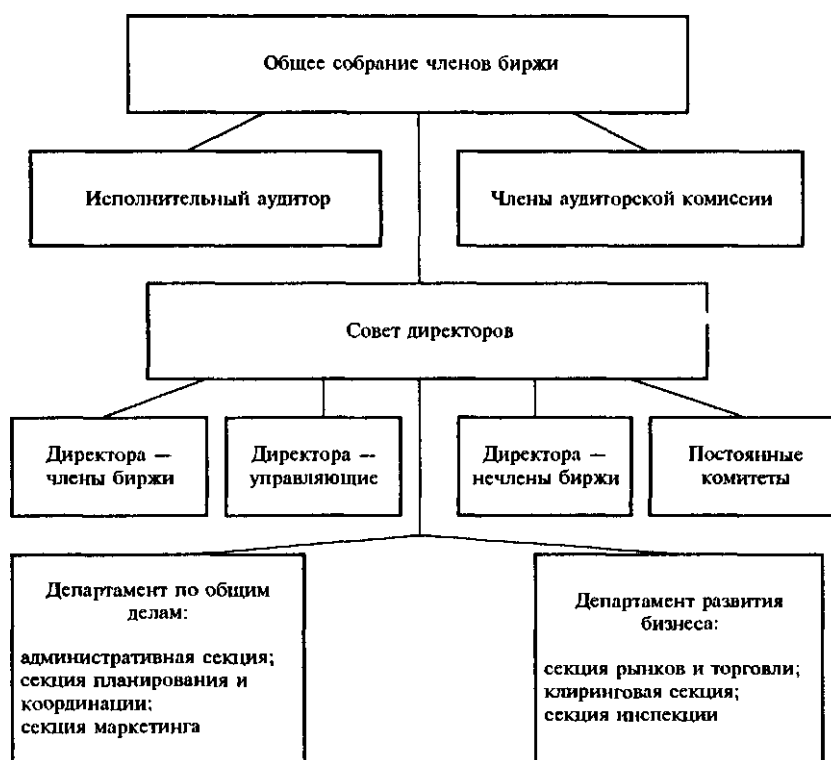 Общее собрание членов биржи
Исполнительный аудитор
Члены аудиторской комиссии
Совет директоров
Директора —
члены биржи
Директора —
управляющие
Директора —
нечлены биржи
Постоянные
комитеты
Департамент по общим
делам:
административная секция;
секция планирования и
координации;
секция маркетинга
Департамент развития
бизнеса:
секция рынков и торговли;
клиринговая секция;
секция инспекции